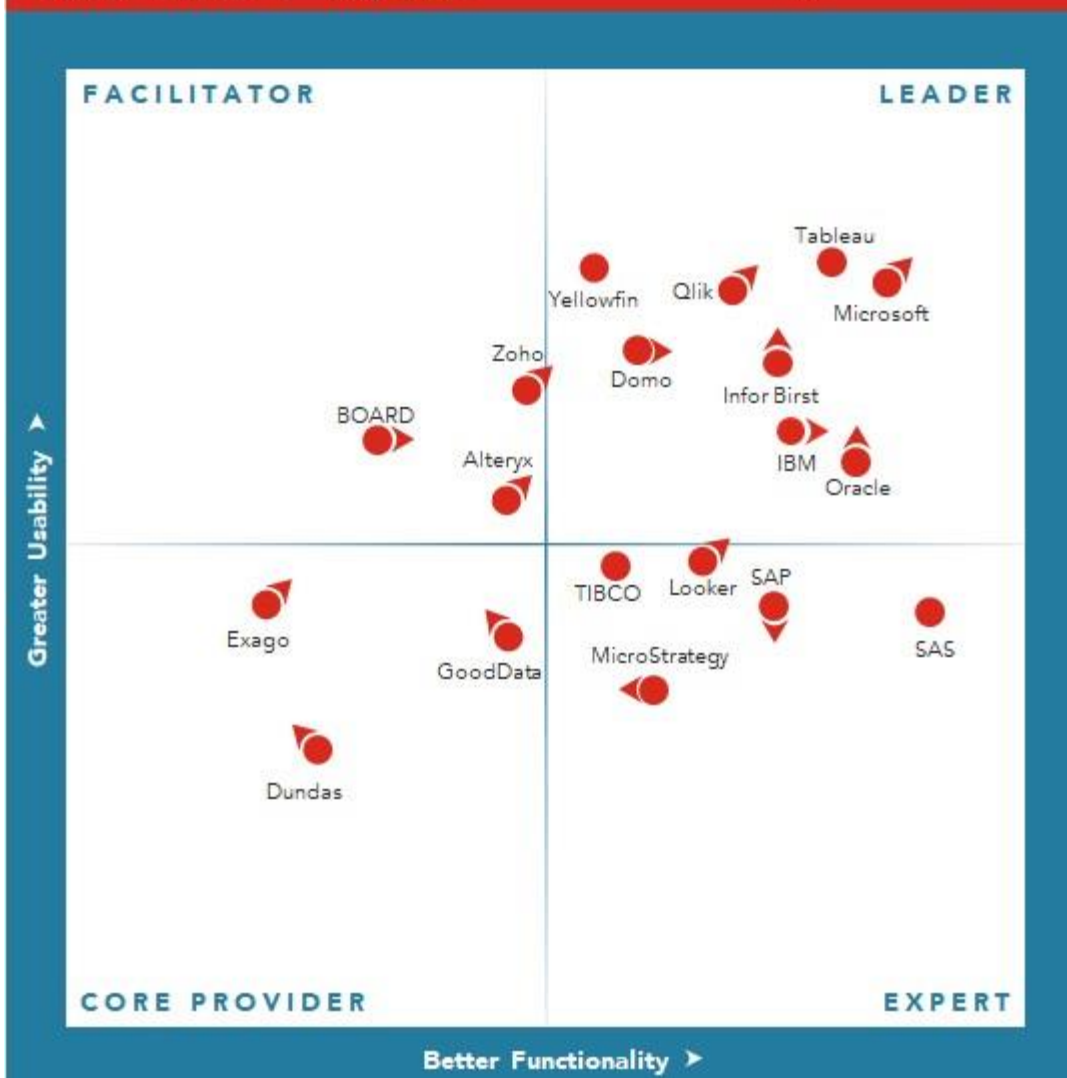 FACILITATOR
LEADER
Tableau
Yellowfin
Qlik
Microsoft
Zoho
Domo
Infor Birst
BOARD
Alteryx
IBM
Oracle
Greater Usability
TIBCO
Looker
SAP
Exago
GoodData
MicroStrategy
SAS
Dundas
CORE PROVIDER
EXPERT
Better Functionality